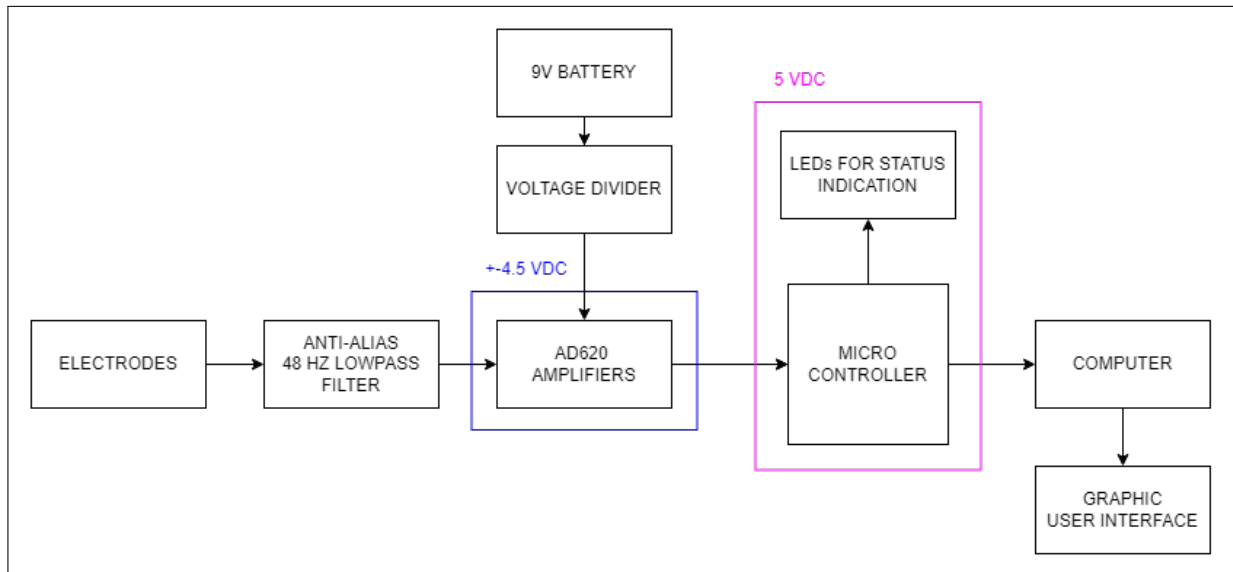 9V BATTERY
5 VDC
VOLTAGE DIVIDER
LEDs FOR STATUS
INDICATION
+-4.5 VDC
ELECTRODES
ANTI-ALIAS
48 HZ LOWPASS
FILTER
AD620
AMPLIFIERS
MICRO
CONTROLLER
COMPUTER
GRAPHIC
USER INTERFACE